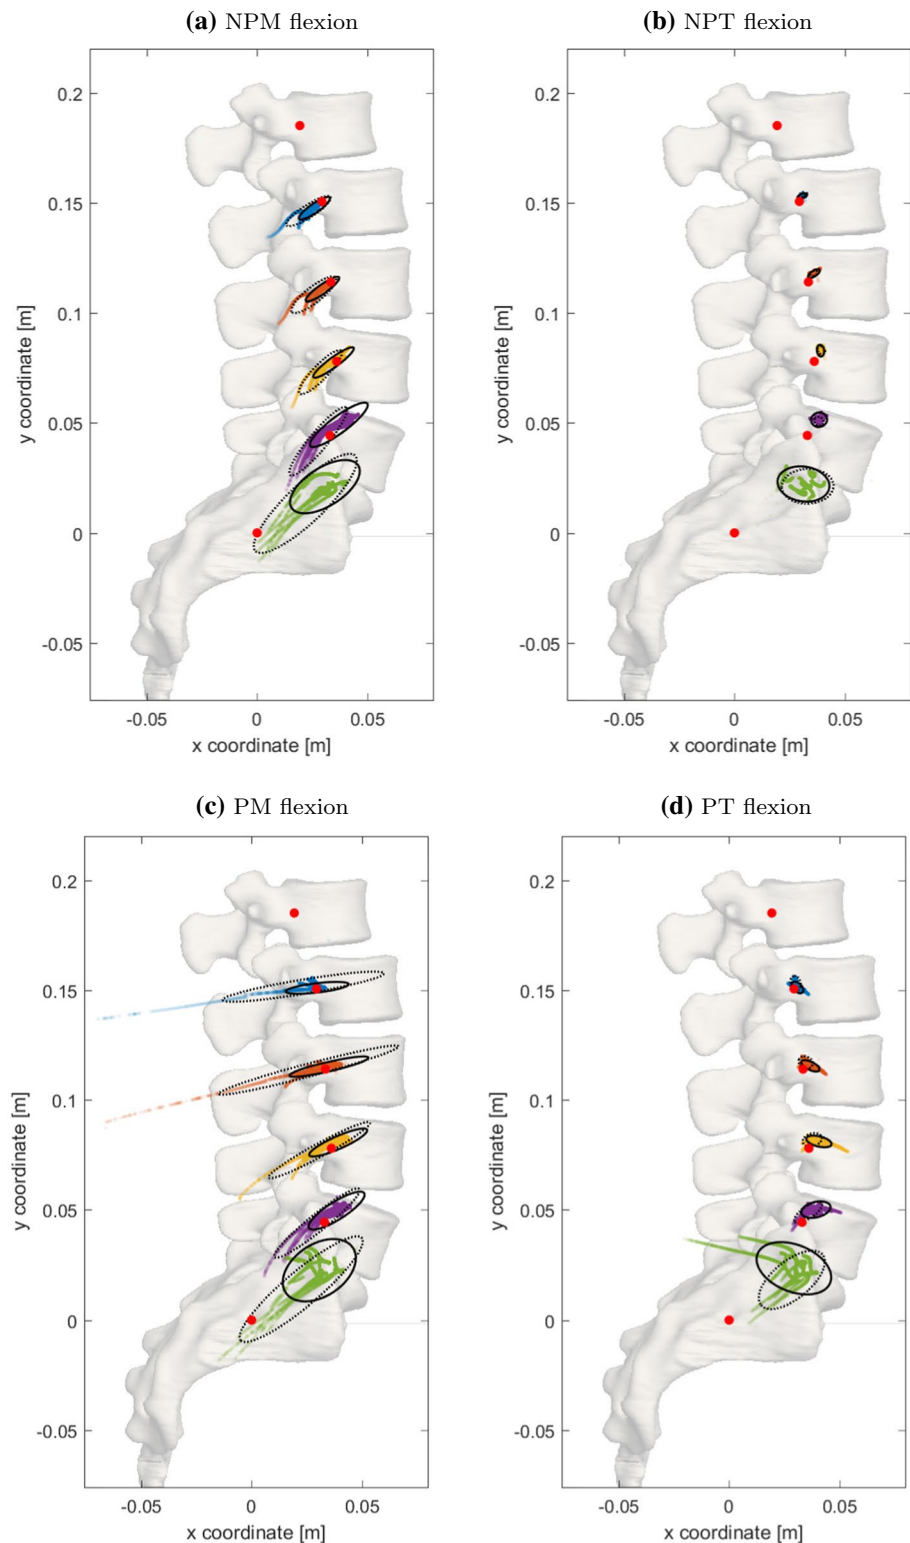 (a) NPM flexion
(b) NPT flexion
0.2
0.15
0.1
0.05
0
-0.05
y coordinate [m]
-0.05 0 0.05
x coordinate [m]
0.2
0.15
0.1
0.05
0
-0.05
y coordinate [m]
-0.05 0 0.05
x coordinate [m]
(c) PM flexion
(d) PT flexion
0.2
0.15
0.1
0.05
0
-0.05
y coordinate [m]
-0.05 0 0.05
x coordinate [m]
0.2
0.15
0.1
0.05
0
-0.05
y coordinate [m]
-0.05 0 0.05
x coordinate [m]